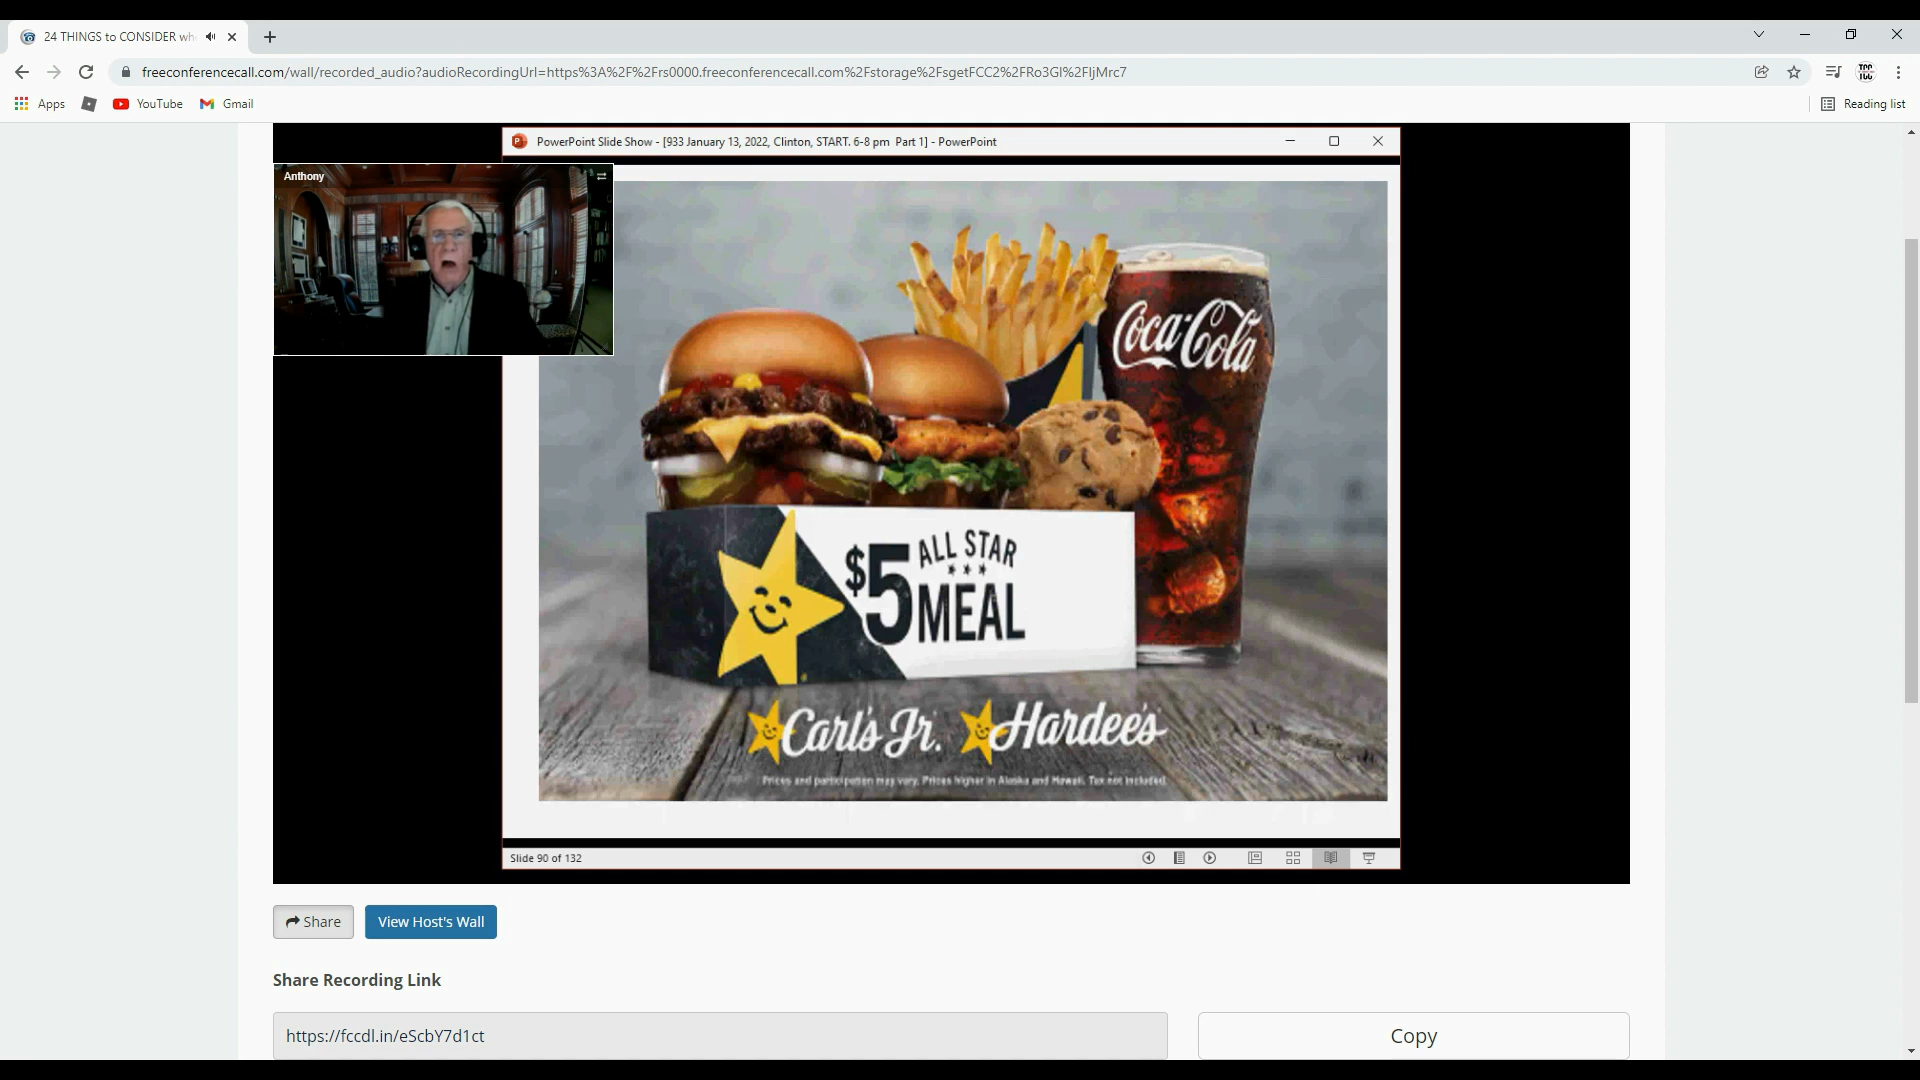 24 THINGS to CONSIDER wh
freeconferencecall.com/wall/recorded_audio?audioRecordingUrl=https%3A%2F%2Frs0000.freeconferencecall.com%2Fstorage%2FsgetFCC2%2FRo3GI%2FIjMrc7
TCC
TCC
Apps
YouTube
Gmail
Reading list
PowerPoint Slide Show - [933 January 13, 2022, Clinton, START. 6-8 pm Part 1] - PowerPoint
Anthony
Coca-Cola
$5 ALL STAR
MEAL
Carl's Jr. Hardee's
Prices and participation may vary. Prices higher in Alaska and Hawaii. Tax not included.
Slide 90 of 132
Share
View Host's Wall
Share Recording Link
https://fccdl.in/eScbY7d1ct
Copy